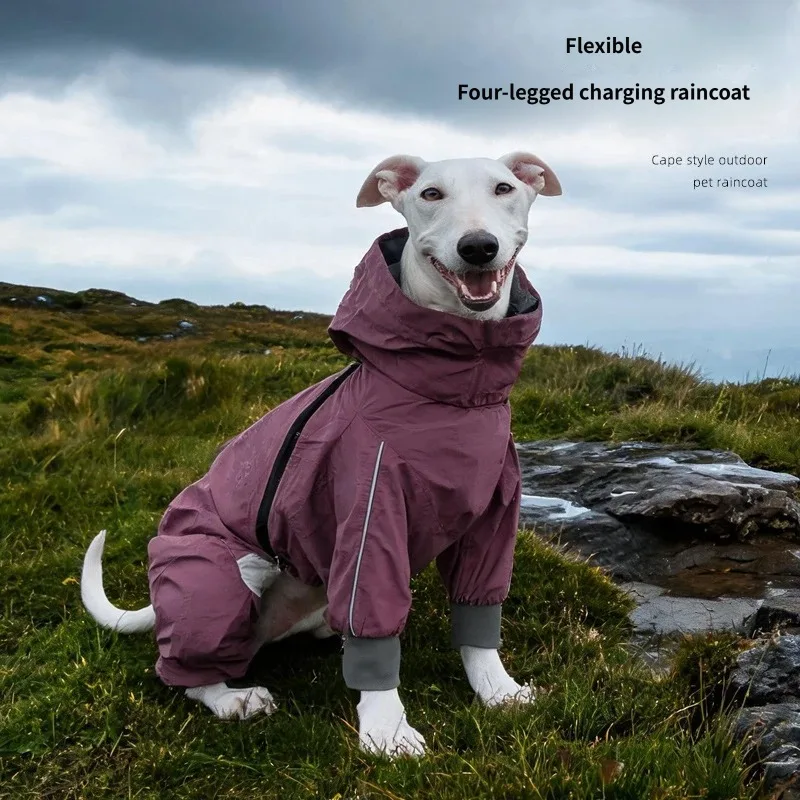 Flexible
Four-legged charging raincoat
Cape style outdoor
pet raincoat